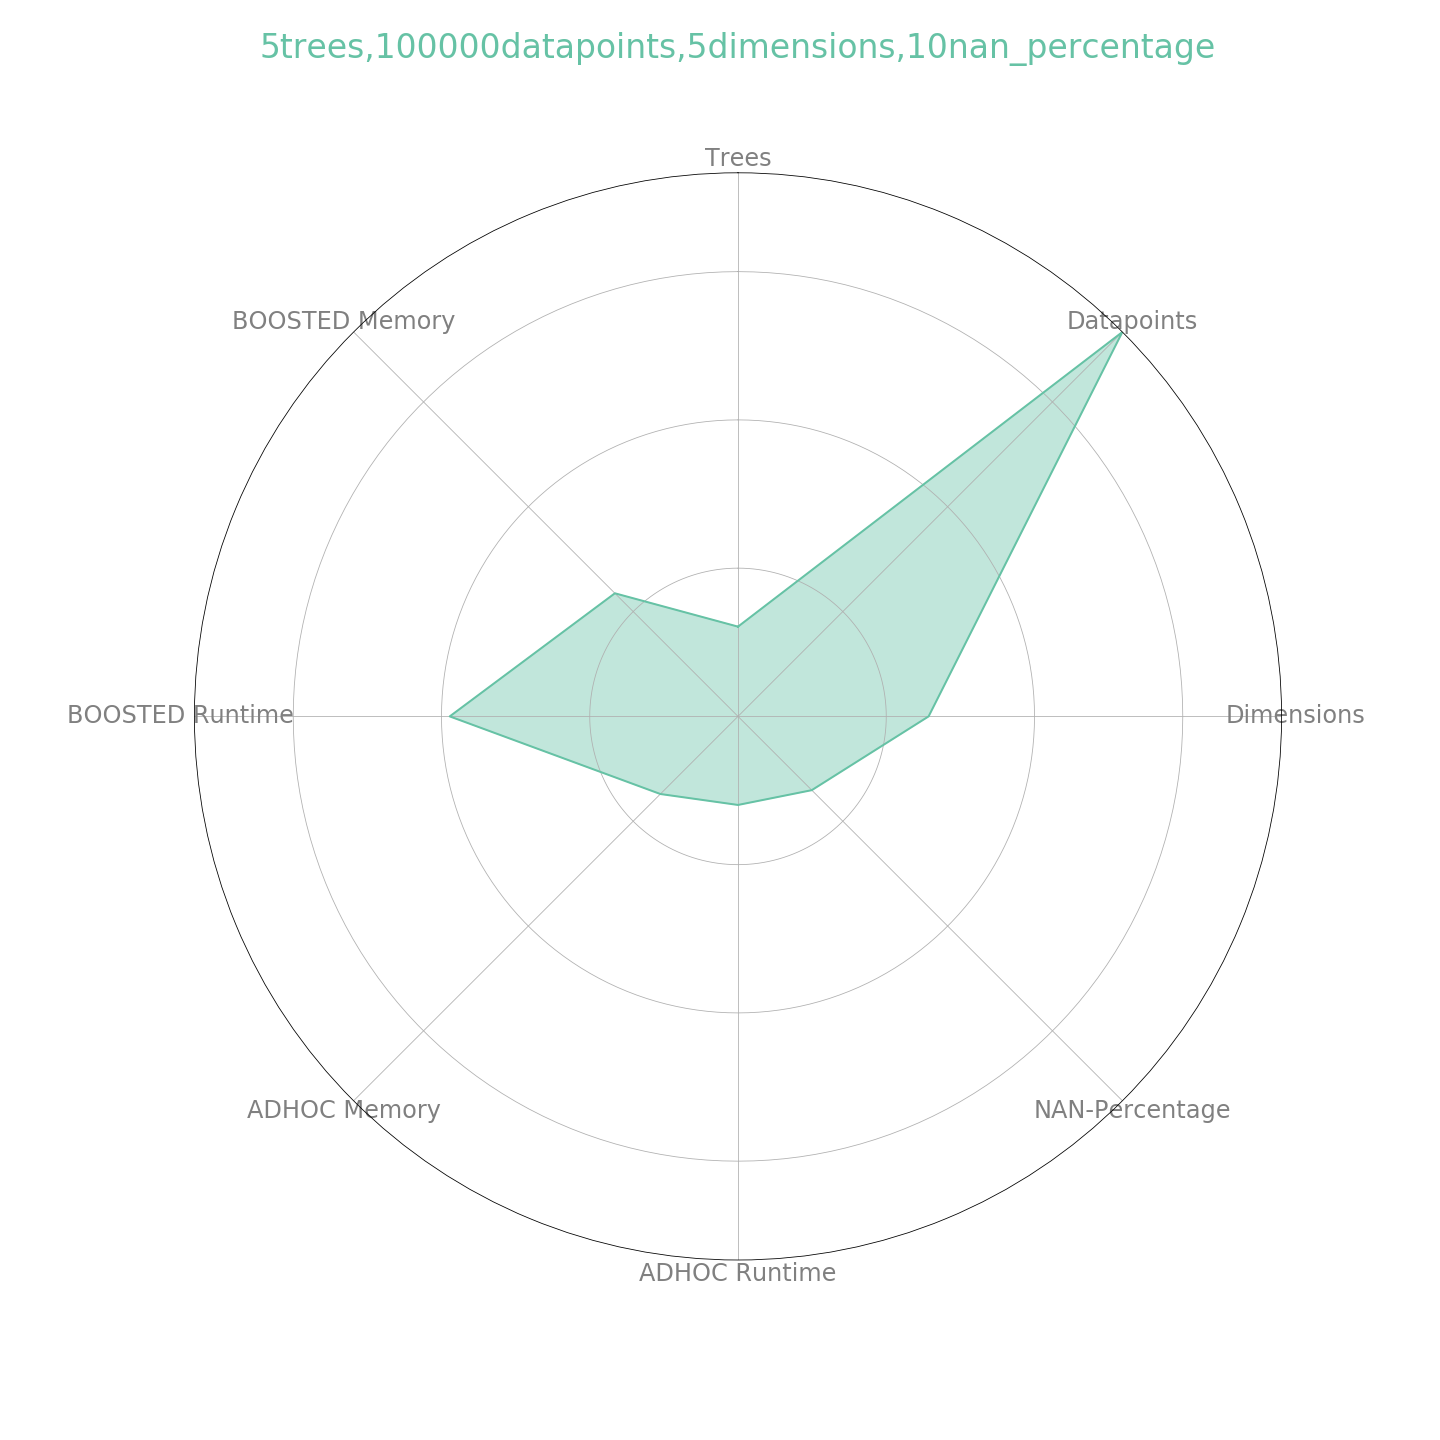 5trees,100000datapoints,5dimensions,10nan_percentage
Trees
BOOSTED Memory
Datapoints
BOOSTED Runtime
Dimensions
ADHOC Memory
NAN-Percentage
ADHOC Runtime